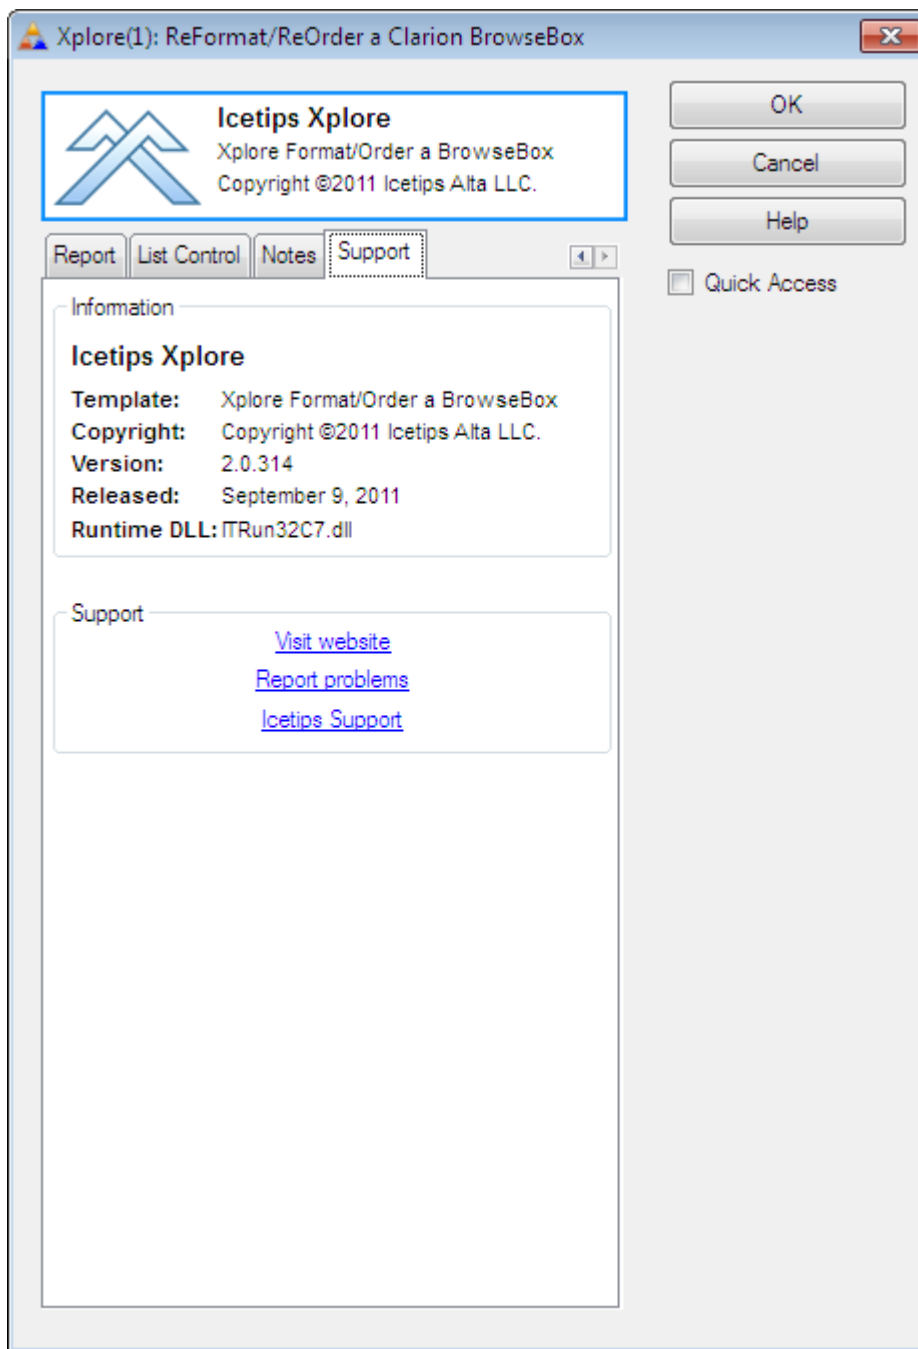 Xplore(1): ReFormat/ReOrder a Clarion BrowseBox
Icetips Xplore
Xplore Format/Order a BrowseBox
Copyright ©2011 Icetips Alta LLC.
OK
Cancel
Help
Quick Access
Report List Control Notes Support
Information
Icetips Xplore
Template: Xplore Format/Order a BrowseBox
Copyright: Copyright ©2011 Icetips Alta LLC.
Version: 2.0.314
Released: September 9, 2011
Runtime DLL: ITRun32C7.dll
Support
Visit website
Report problems
Icetips Support